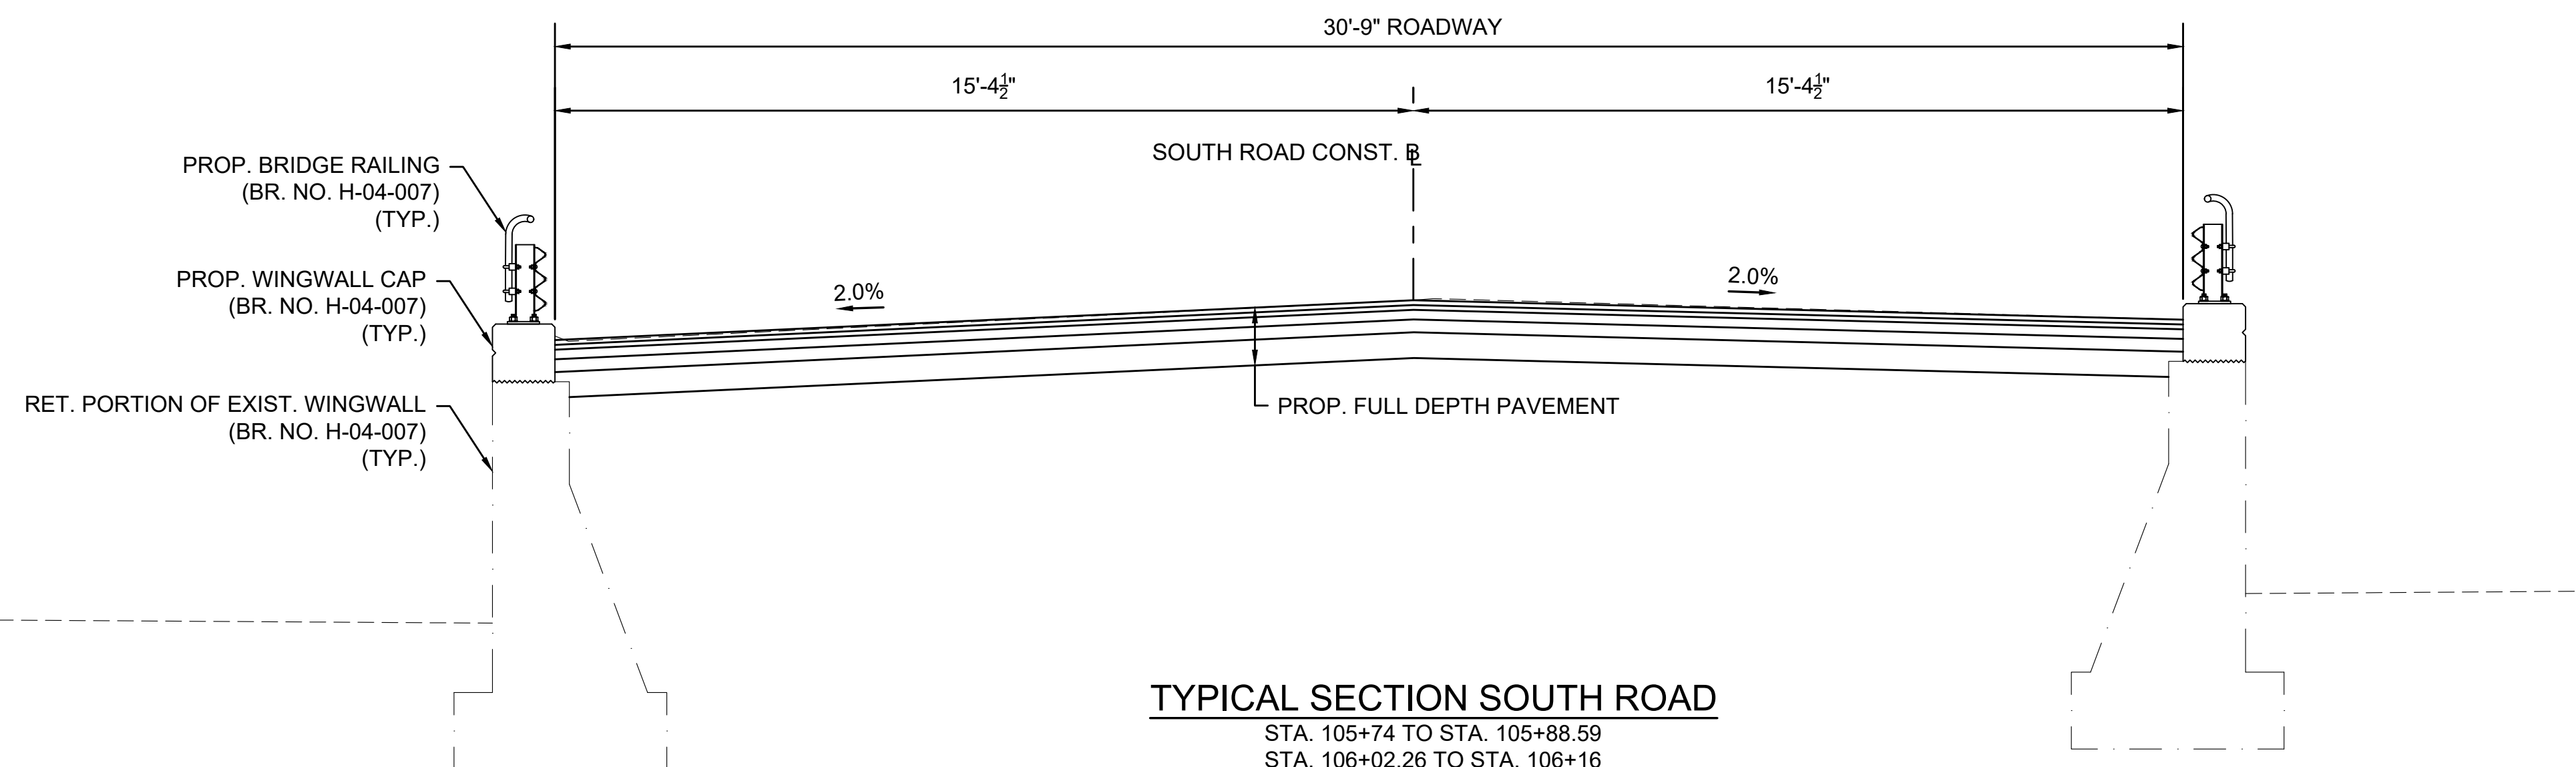 30'-9" ROADWAY
15'-4½"
15'-4½"
SOUTH ROAD CONST. ℄
PROP. BRIDGE RAILING
(BR. NO. H-04-007)
(TYP.)
PROP. WINGWALL CAP
(BR. NO. H-04-007)
(TYP.)
2.0%
2.0%
RET. PORTION OF EXIST. WINGWALL
(BR. NO. H-04-007)
(TYP.)
PROP. FULL DEPTH PAVEMENT
TYPICAL SECTION SOUTH ROAD
STA. 105+74 TO STA. 105+88.59
STA. 106+02.26 TO STA. 106+16